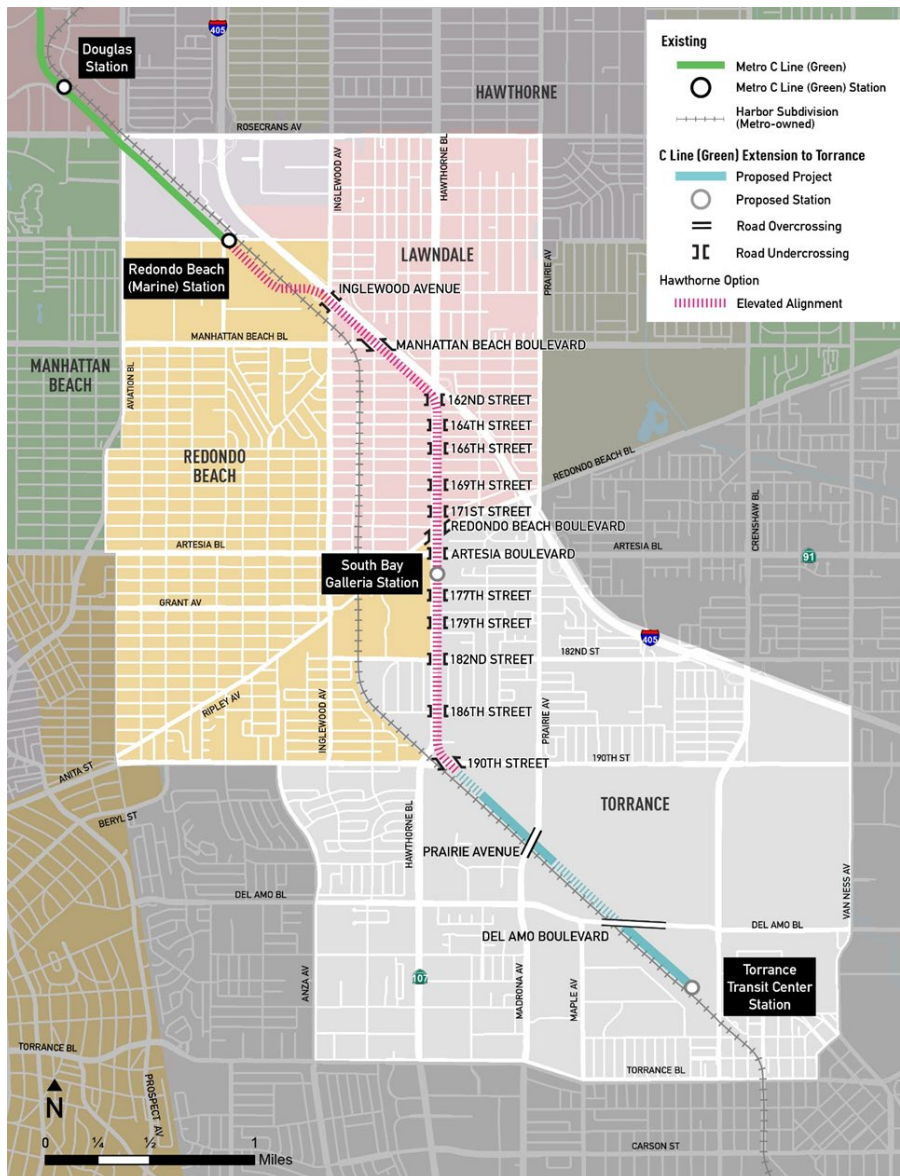 Douglas
Station
405
HAWTHORNE
ROSECRANS AV
INGLEWOOD AV
HAWTHORNE BL
Existing
Metro C Line (Green)
Metro C Line (Green) Station
Harbor Subdivision
(Metro-owned)
C Line (Green) Extension to Torrance
Proposed Project
Proposed Station
Road Overcrossing
Road Undercrossing
Hawthorne Option
Elevated Alignment
LAWNDALE
PRAIRIE AV
Redondo Beach
(Marine) Station
INGLEWOOD AVENUE
MANHATTAN BEACH BL
MANHATTAN BEACH BOULEVARD
MANHATTAN
BEACH
AVIATION BL
162ND STREET
164TH STREET
166TH STREET
REDONDO
BEACH
REDONDO BEACH BL
169TH STREET
CRENSHAW BL
171ST STREET
REDONDO BEACH BOULEVARD
ARTESIA BL
ARTESIA BOULEVARD
ARTESIA BL
91
South Bay
Galleria Station
177TH STREET
GRANT AV
179TH STREET
405
182ND STREET
182ND ST
RIPLEY AV
INGLEWOOD AV
186TH STREET
PRAIRIE AV
190TH STREET
190TH ST
ANITA ST
BERYL ST
TORRANCE
HAWTHORNE BL
PRAIRIE AVENUE
VAN NESS AV
DEL AMO BL
DEL AMO BL
DEL AMO BOULEVARD
ANZA AV
107
MADRONA AV
MAPLE AV
Torrance
Transit Center
Station
TORRANCE BL
TORRANCE BL
PROSPECT AV
N
0 ¼ ½ 1
Miles
CARSON ST